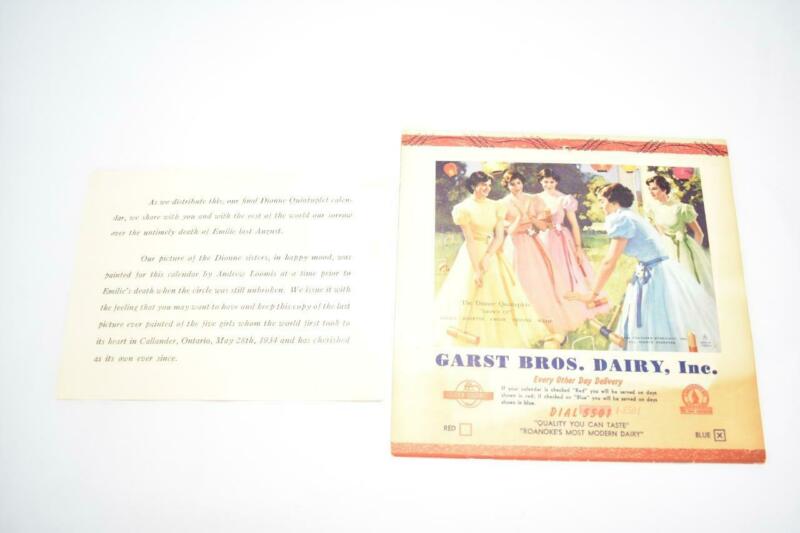 As we distribute this, our final Dionne Quintuplet calen-
dar, we share with you and with the rest of the world our sorrow
over the untimely death of Emilie last August.
Our picture of the Dionne sisters, in happy mood, was
painted for this calendar by Andrew Loomis at a time prior to
Emilie's death when the circle was still unbroken. We issue it with
the feeling that you may want to have and keep this copy of the last
picture ever painted of the five girls whom the world first took to
its heart in Callander, Ontario, May 28th, 1934 and has cherished
as its own ever since.
The Dionne Quintuplets
GARST BROS. DAIRY, Inc.
Every Other Day Delivery
If your calendar is checked "Red" you will be served on days
shown in red; if checked on "Blue" you will be served on days
shown in blue.
DIAL 5501
"QUALITY YOU CAN TASTE"
"ROANOKE'S MOST MODERN DAIRY"
RED
BLUE X